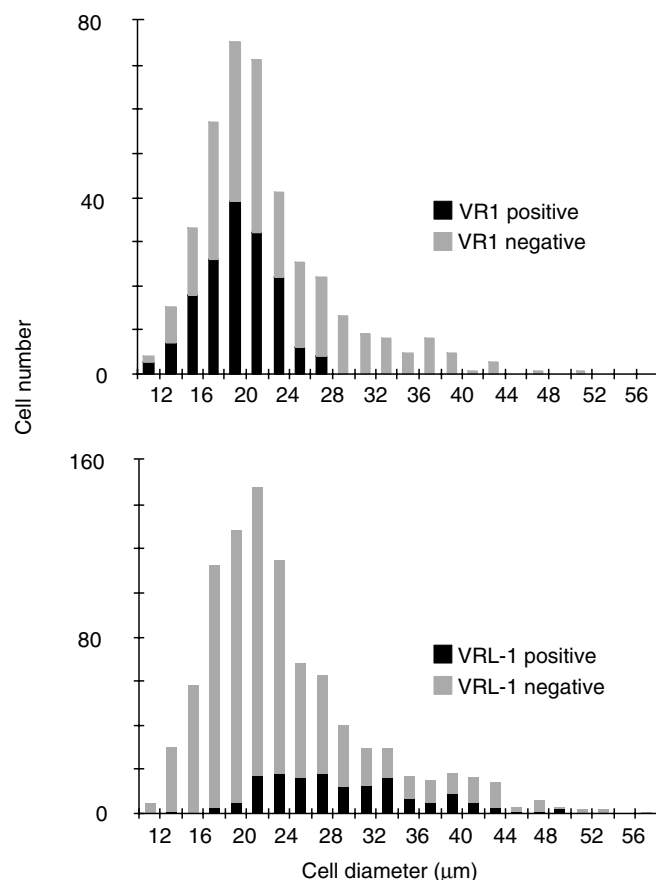 80
40
0
VR1 positive
VR1 negative
12 16 20 24 28 32 36 40 44 48 52 56
Cell number
160
80
0
VRL-1 positive
VRL-1 negative
12 16 20 24 28 32 36 40 44 48 52 56
Cell diameter (μm)